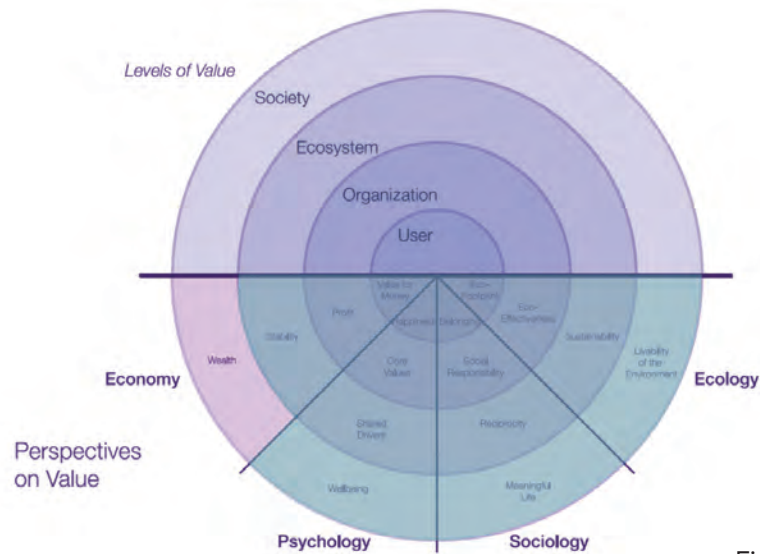 Levels of Value
Society
Ecosystem
Organization
User
Value for
Money
Eco-
Footprint
Happiness
Belonging
Profit
Eco-
Effectiveness
Stability
Sustainability
Wealth
Core
Values
Social
Responsibility
Livability
of the
Environment
Economy
Ecology
Shared
Drivers
Reciprocity
Perspectives
on Value
Wellbeing
Meaningful
Life
Psychology
Sociology